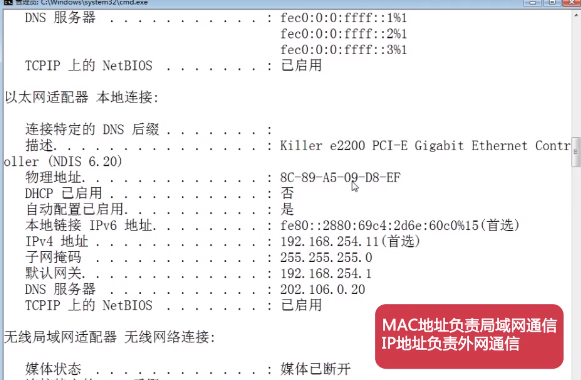 管理员: C:\Windows\system32\cmd.exe
DNS 服务器 . . . . . . . . . . . : fec0:0:0:ffff::1%1
fec0:0:0:ffff::2%1
fec0:0:0:ffff::3%1
TCPIP 上的 NetBIOS . . . . . . . : 已启用
以太网适配器 本地连接:
连接特定的 DNS 后缀 . . . . . . . :
描述. . . . . . . . . . . . . . . : Killer e2200 PCI-E Gigabit Ethernet Contr
oller (NDIS 6.20)
物理地址. . . . . . . . . . . . . : 8C-89-A5-09-D8-EF
DHCP 已启用 . . . . . . . . . . . : 否
自动配置已启用. . . . . . . . . . : 是
本地链接 IPv6 地址. . . . . . . . : fe80::2880:69c4:2d6e:60c0%15(首选)
IPv4 地址 . . . . . . . . . . . . : 192.168.254.11(首选)
子网掩码 . . . . . . . . . . . . : 255.255.255.0
默认网关. . . . . . . . . . . . . : 192.168.254.1
DNS 服务器 . . . . . . . . . . . : 202.106.0.20
TCPIP 上的 NetBIOS . . . . . . . : 已启用
MAC地址负责局域网通信
IP地址负责外网通信
无线局域网适配器 无线网络连接:
媒体状态 . . . . . . . . . . . . : 媒体已断开